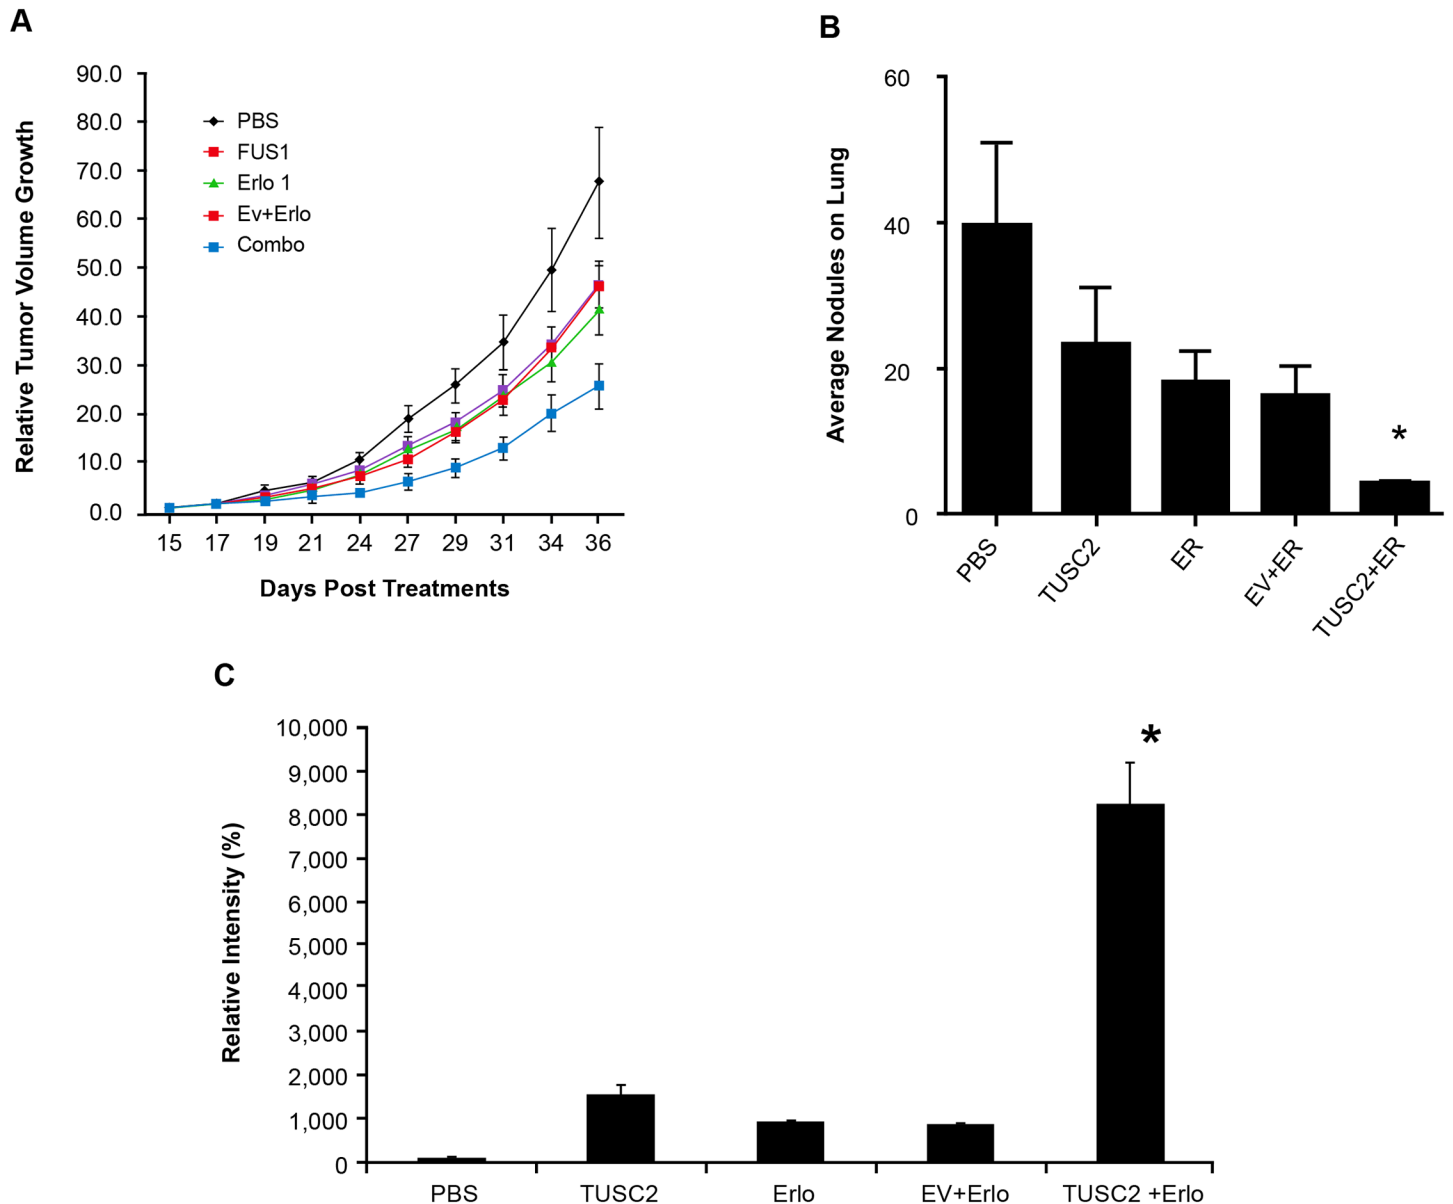 A
Relative Tumor Volume Growth
90.0
80.0
70.0
60.0
50.0
40.0
30.0
20.0
10.0
0.0
PBS
FUS1
Erlo 1
Ev+Erlo
Combo
15 17 19 21 24 27 29 31 34 36
Days Post Treatments
B
Average Nodules on Lung
60
40
20
0
*
PBS TUSC2 ER EV+ER TUSC2+ER
C
Relative Intensity (%)
10,000
9,000
8,000
7,000
6,000
5,000
4,000
3,000
2,000
1,000
0
*
PBS TUSC2 Erlo EV+Erlo TUSC2 +Erlo